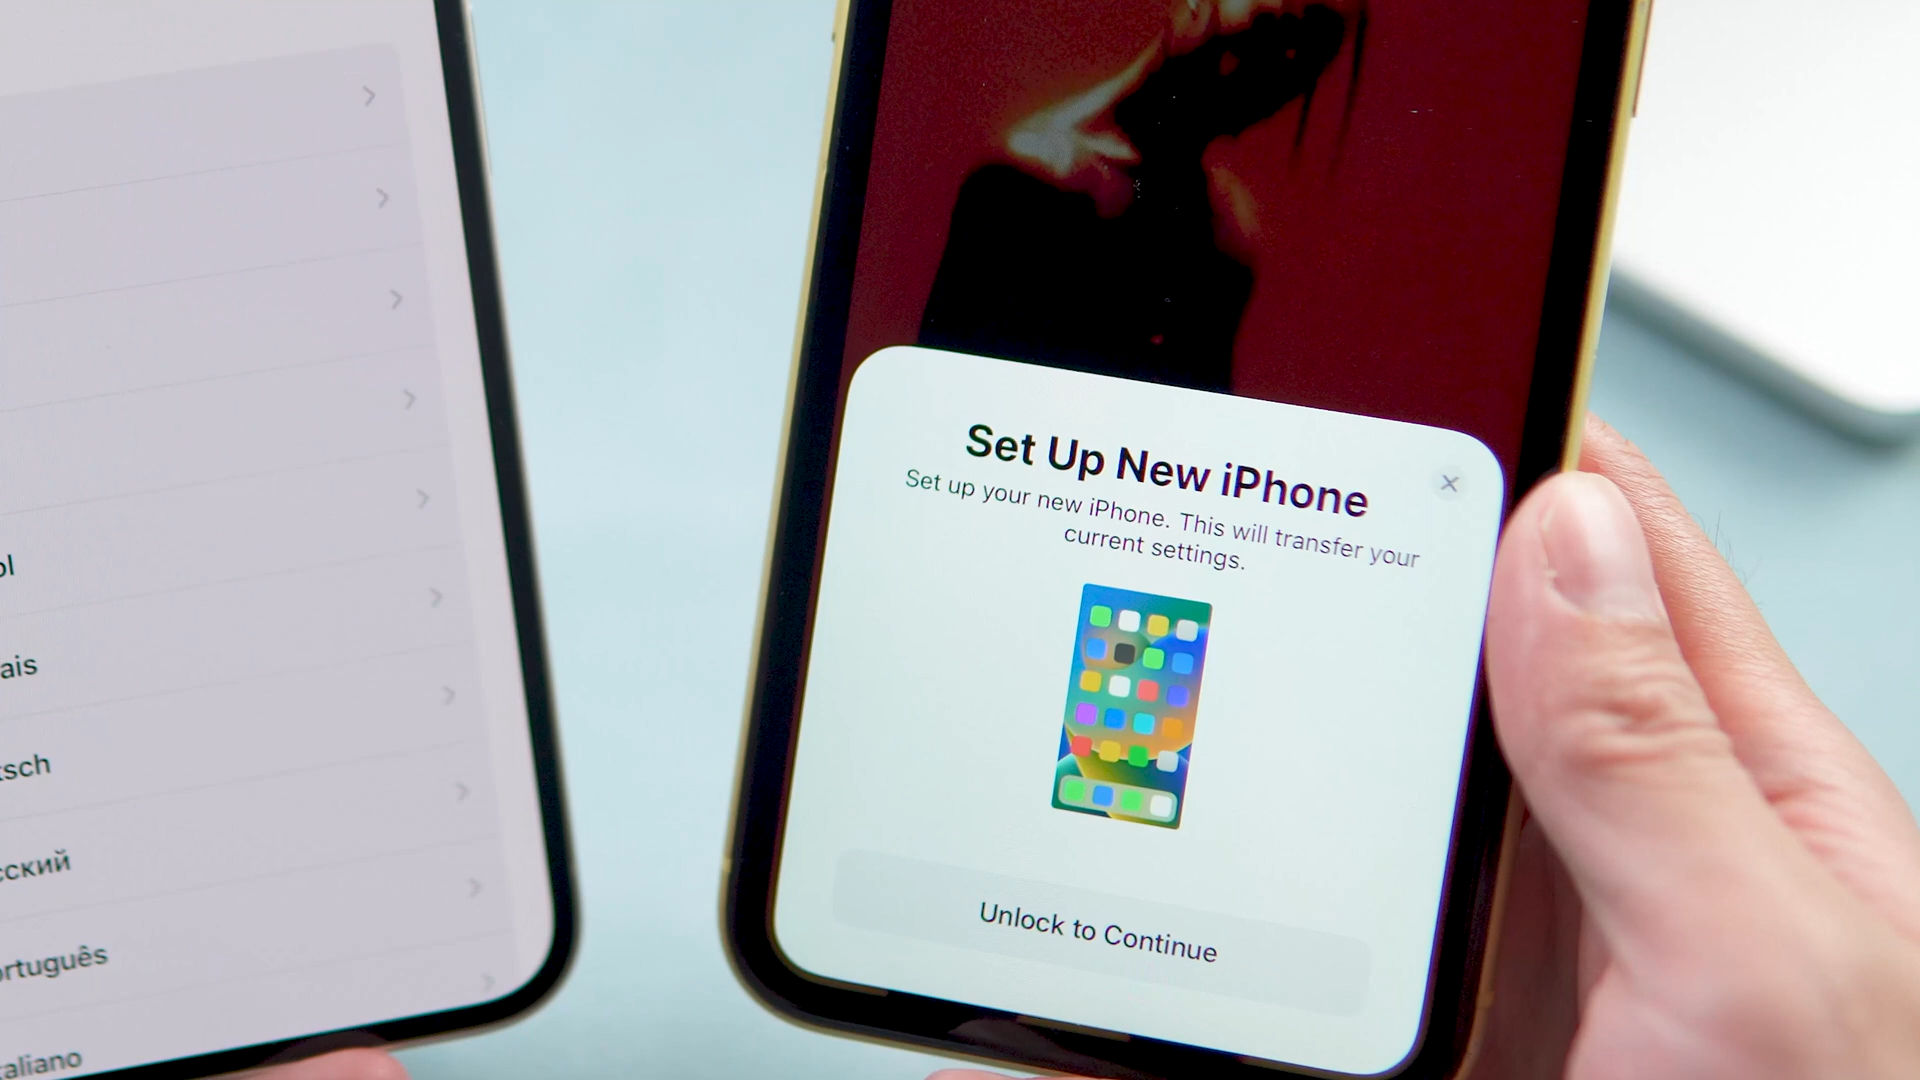 ol
ais
tsch
сский
ortuguês
taliano
Set Up New iPhone
Set up your new iPhone. This will transfer your
current settings.
Unlock to Continue